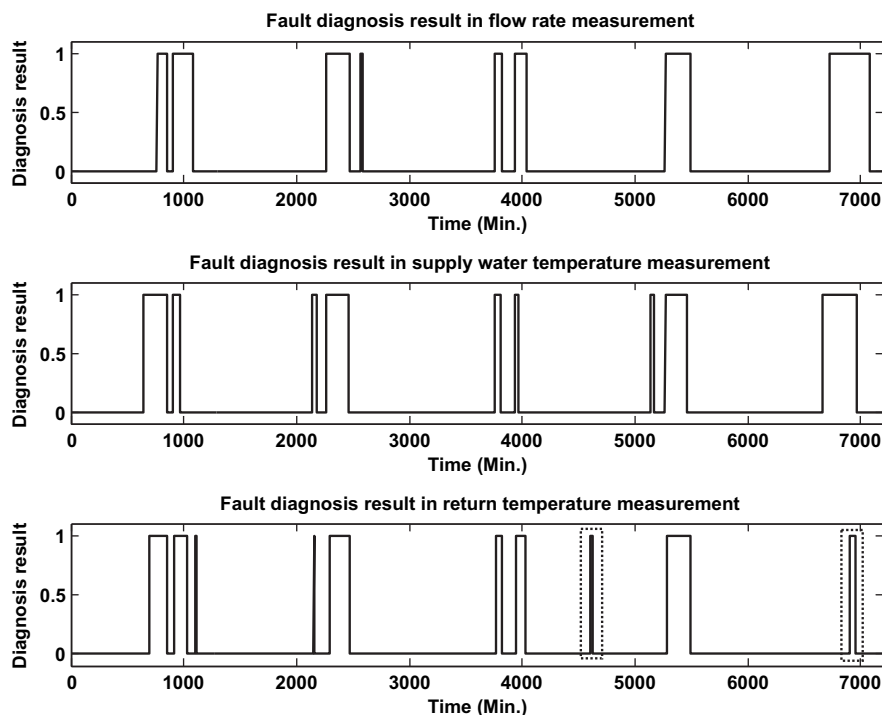 Fault diagnosis result in flow rate measurement
Diagnosis result
1
0.5
0
0 1000 2000 3000 4000 5000 6000 7000
Time (Min.)
Fault diagnosis result in supply water temperature measurement
Diagnosis result
1
0.5
0
0 1000 2000 3000 4000 5000 6000 7000
Time (Min.)
Fault diagnosis result in return temperature measurement
Diagnosis result
1
0.5
0
0 1000 2000 3000 4000 5000 6000 7000
Time (Min.)